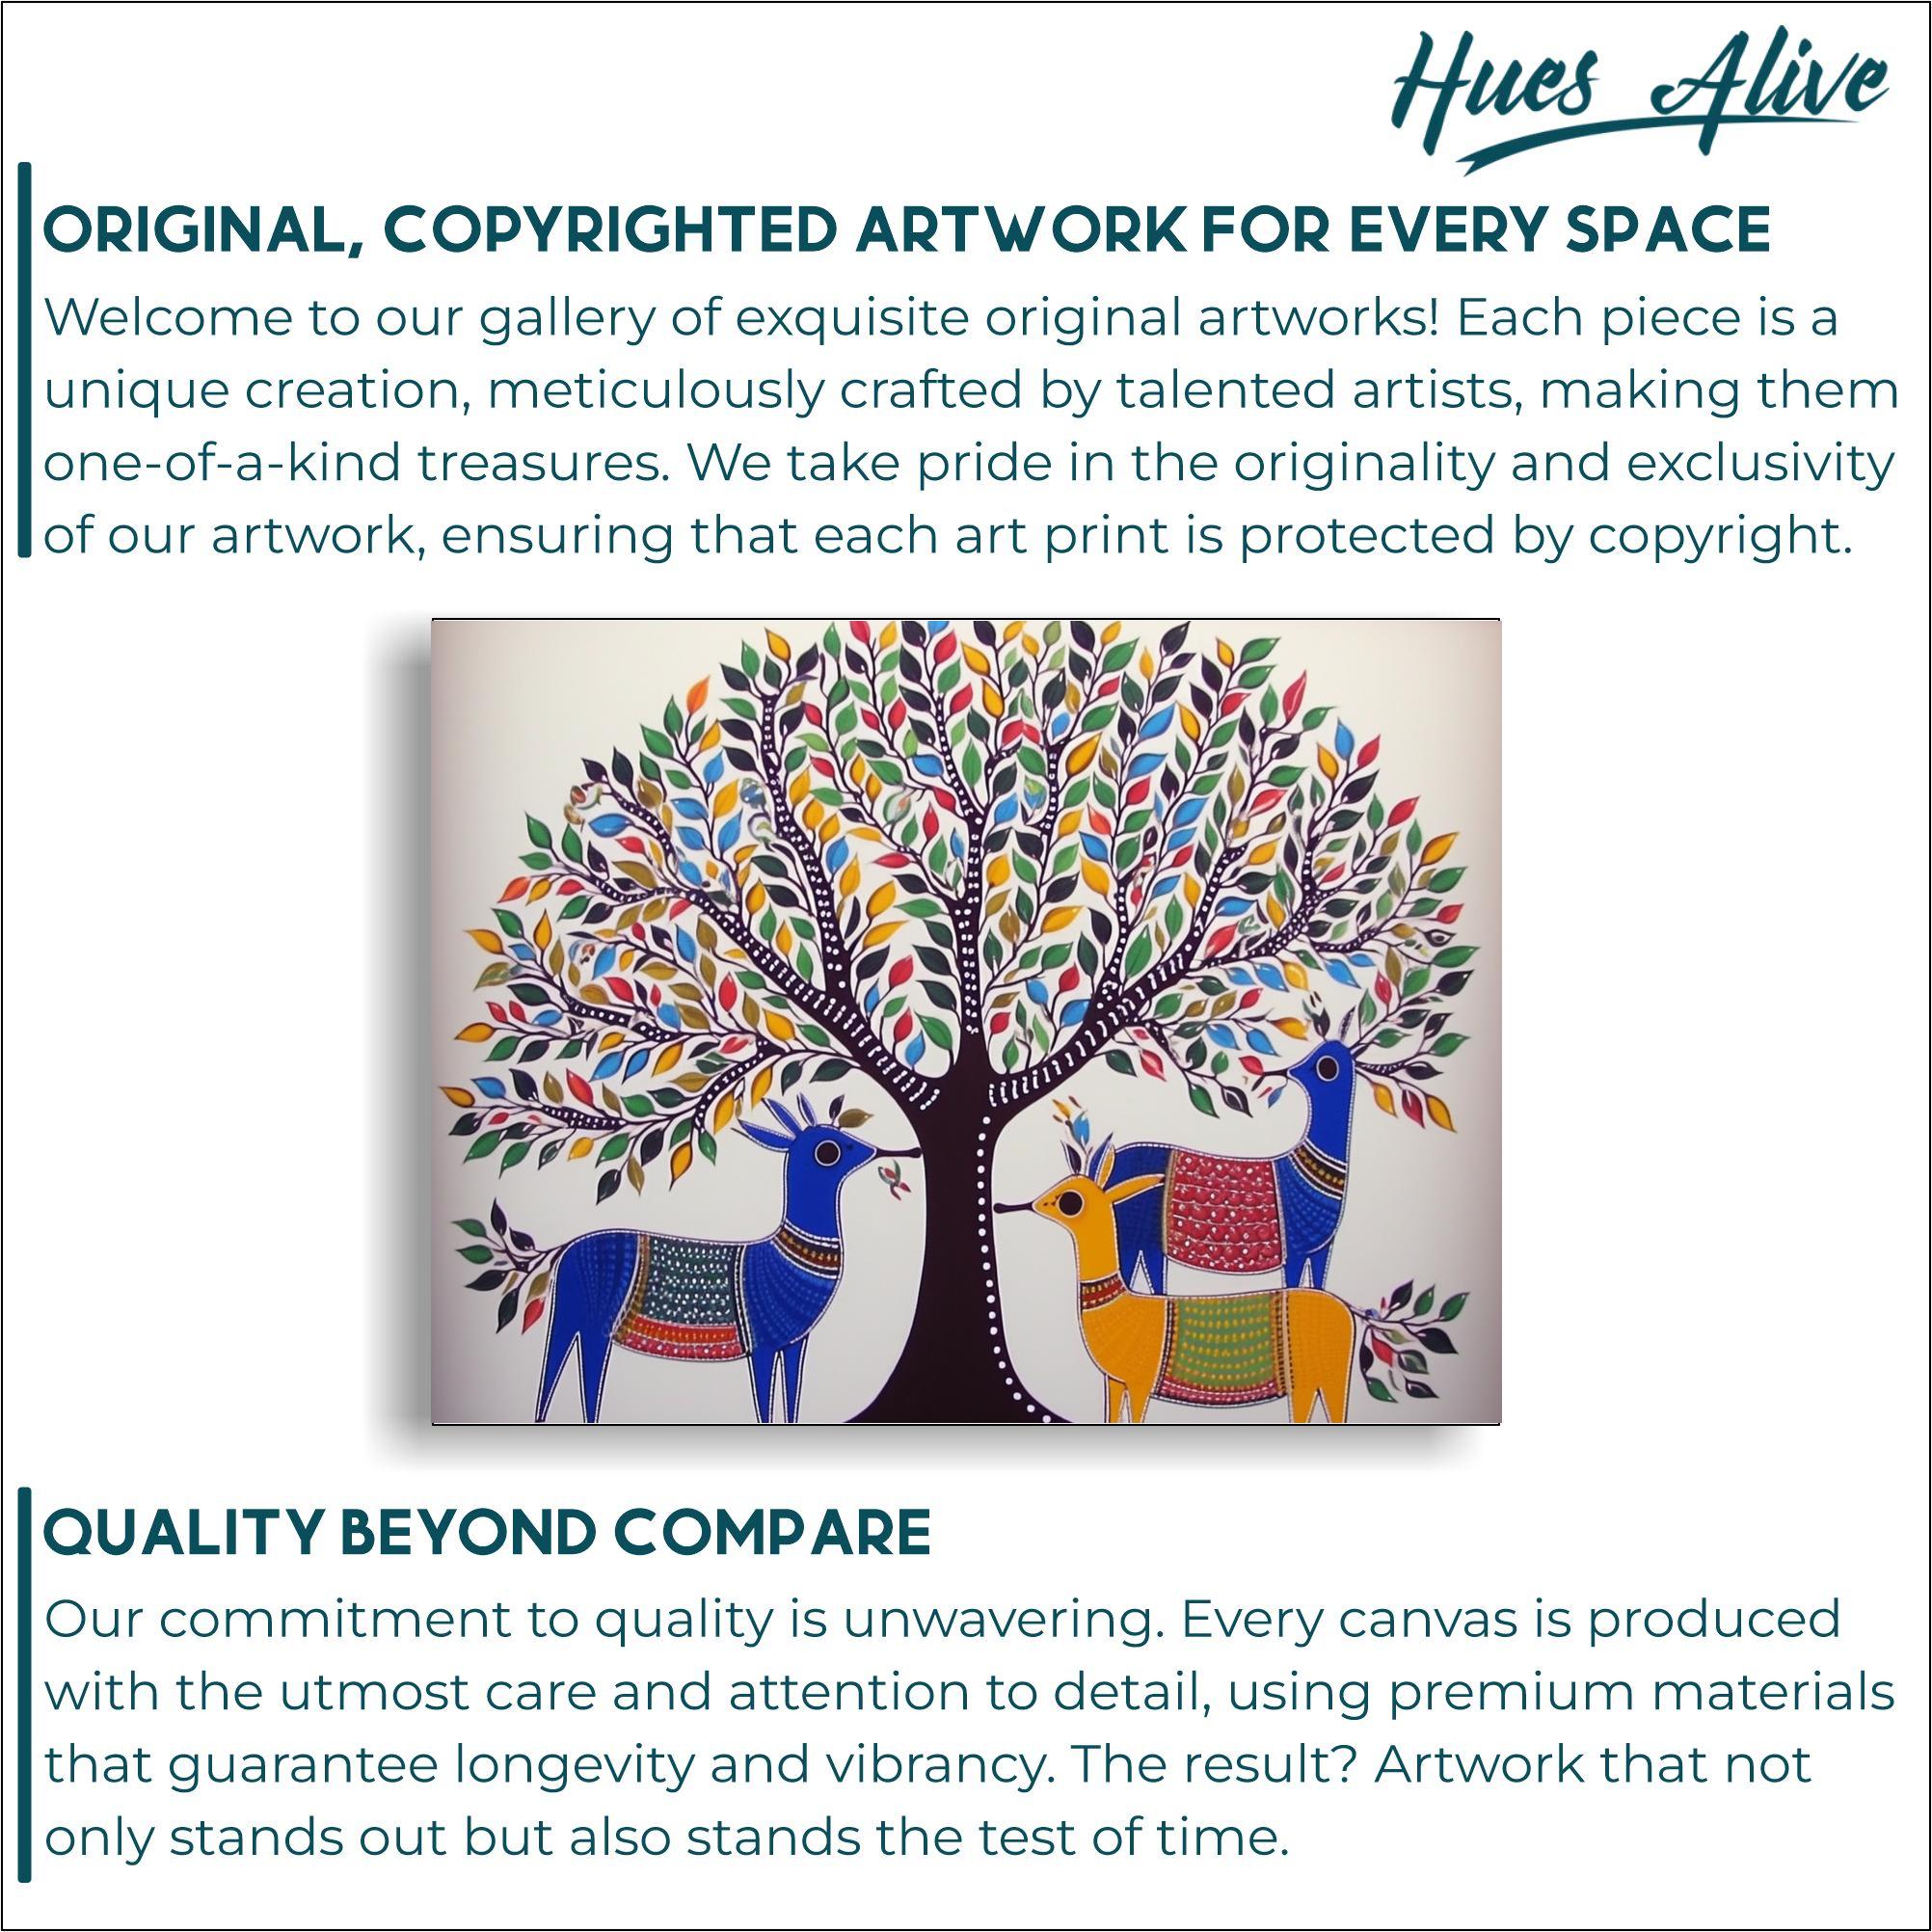 Hues Alive
ORIGINAL, COPYRIGHTED ARTWORK FOR EVERY SPACE
Welcome to our gallery of exquisite original artworks! Each piece is a
unique creation, meticulously crafted by talented artists, making them
one-of-a-kind treasures. We take pride in the originality and exclusivity
of our artwork, ensuring that each art print is protected by copyright.
QUALITY BEYOND COMPARE
Our commitment to quality is unwavering. Every canvas is produced
with the utmost care and attention to detail, using premium materials
that guarantee longevity and vibrancy. The result? Artwork that not
only stands out but also stands the test of time.